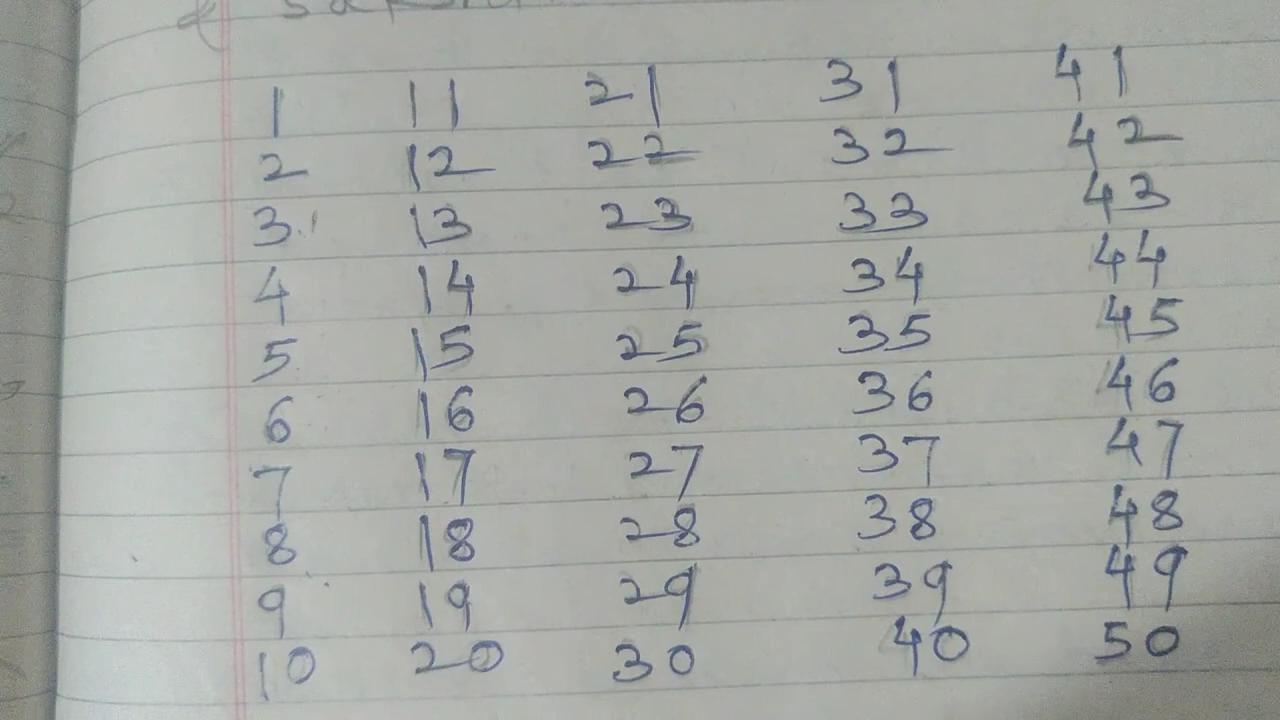 1 11 21 31 41
2 12 22 32 42
3 13 23 33 43
4 14 24 34 44
5 15 25 35 45
6 16 26 36 46
7 17 27 37 47
8 18 28 38 48
9 19 29 39 49
10 20 30 40 50